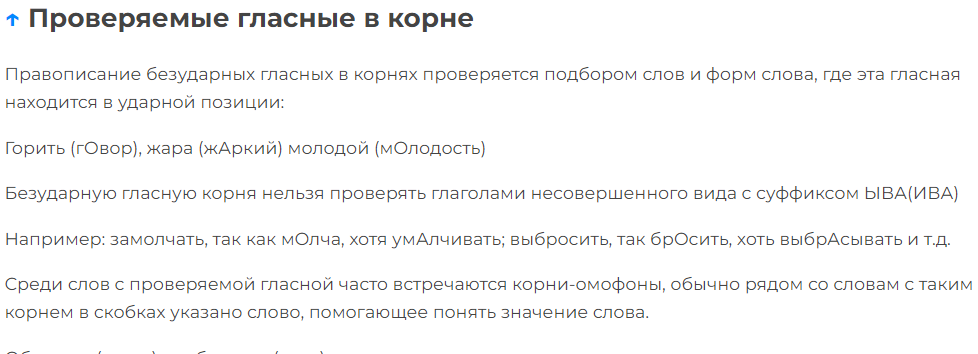 ↑ Проверяемые гласные в корне
Правописание безударных гласных в корнях проверяется подбором слов и форм слова, где эта гласная
находится в ударной позиции:
Горить (гОвор), жара (жАркий) молодой (мОлодость)
Безударную гласную корня нельзя проверять глаголами несовершенного вида с суффиксом ЫВА(ИВА)
Например: замолчать, так как мОлча, хотя умАлчивать; выбросить, так брОсить, хоть выбрАсывать и т.д.
Среди слов с проверяемой гласной часто встречаются корни-омофоны, обычно рядом со словам с таким
корнем в скобках указано слово, помогающее понять значение слова.